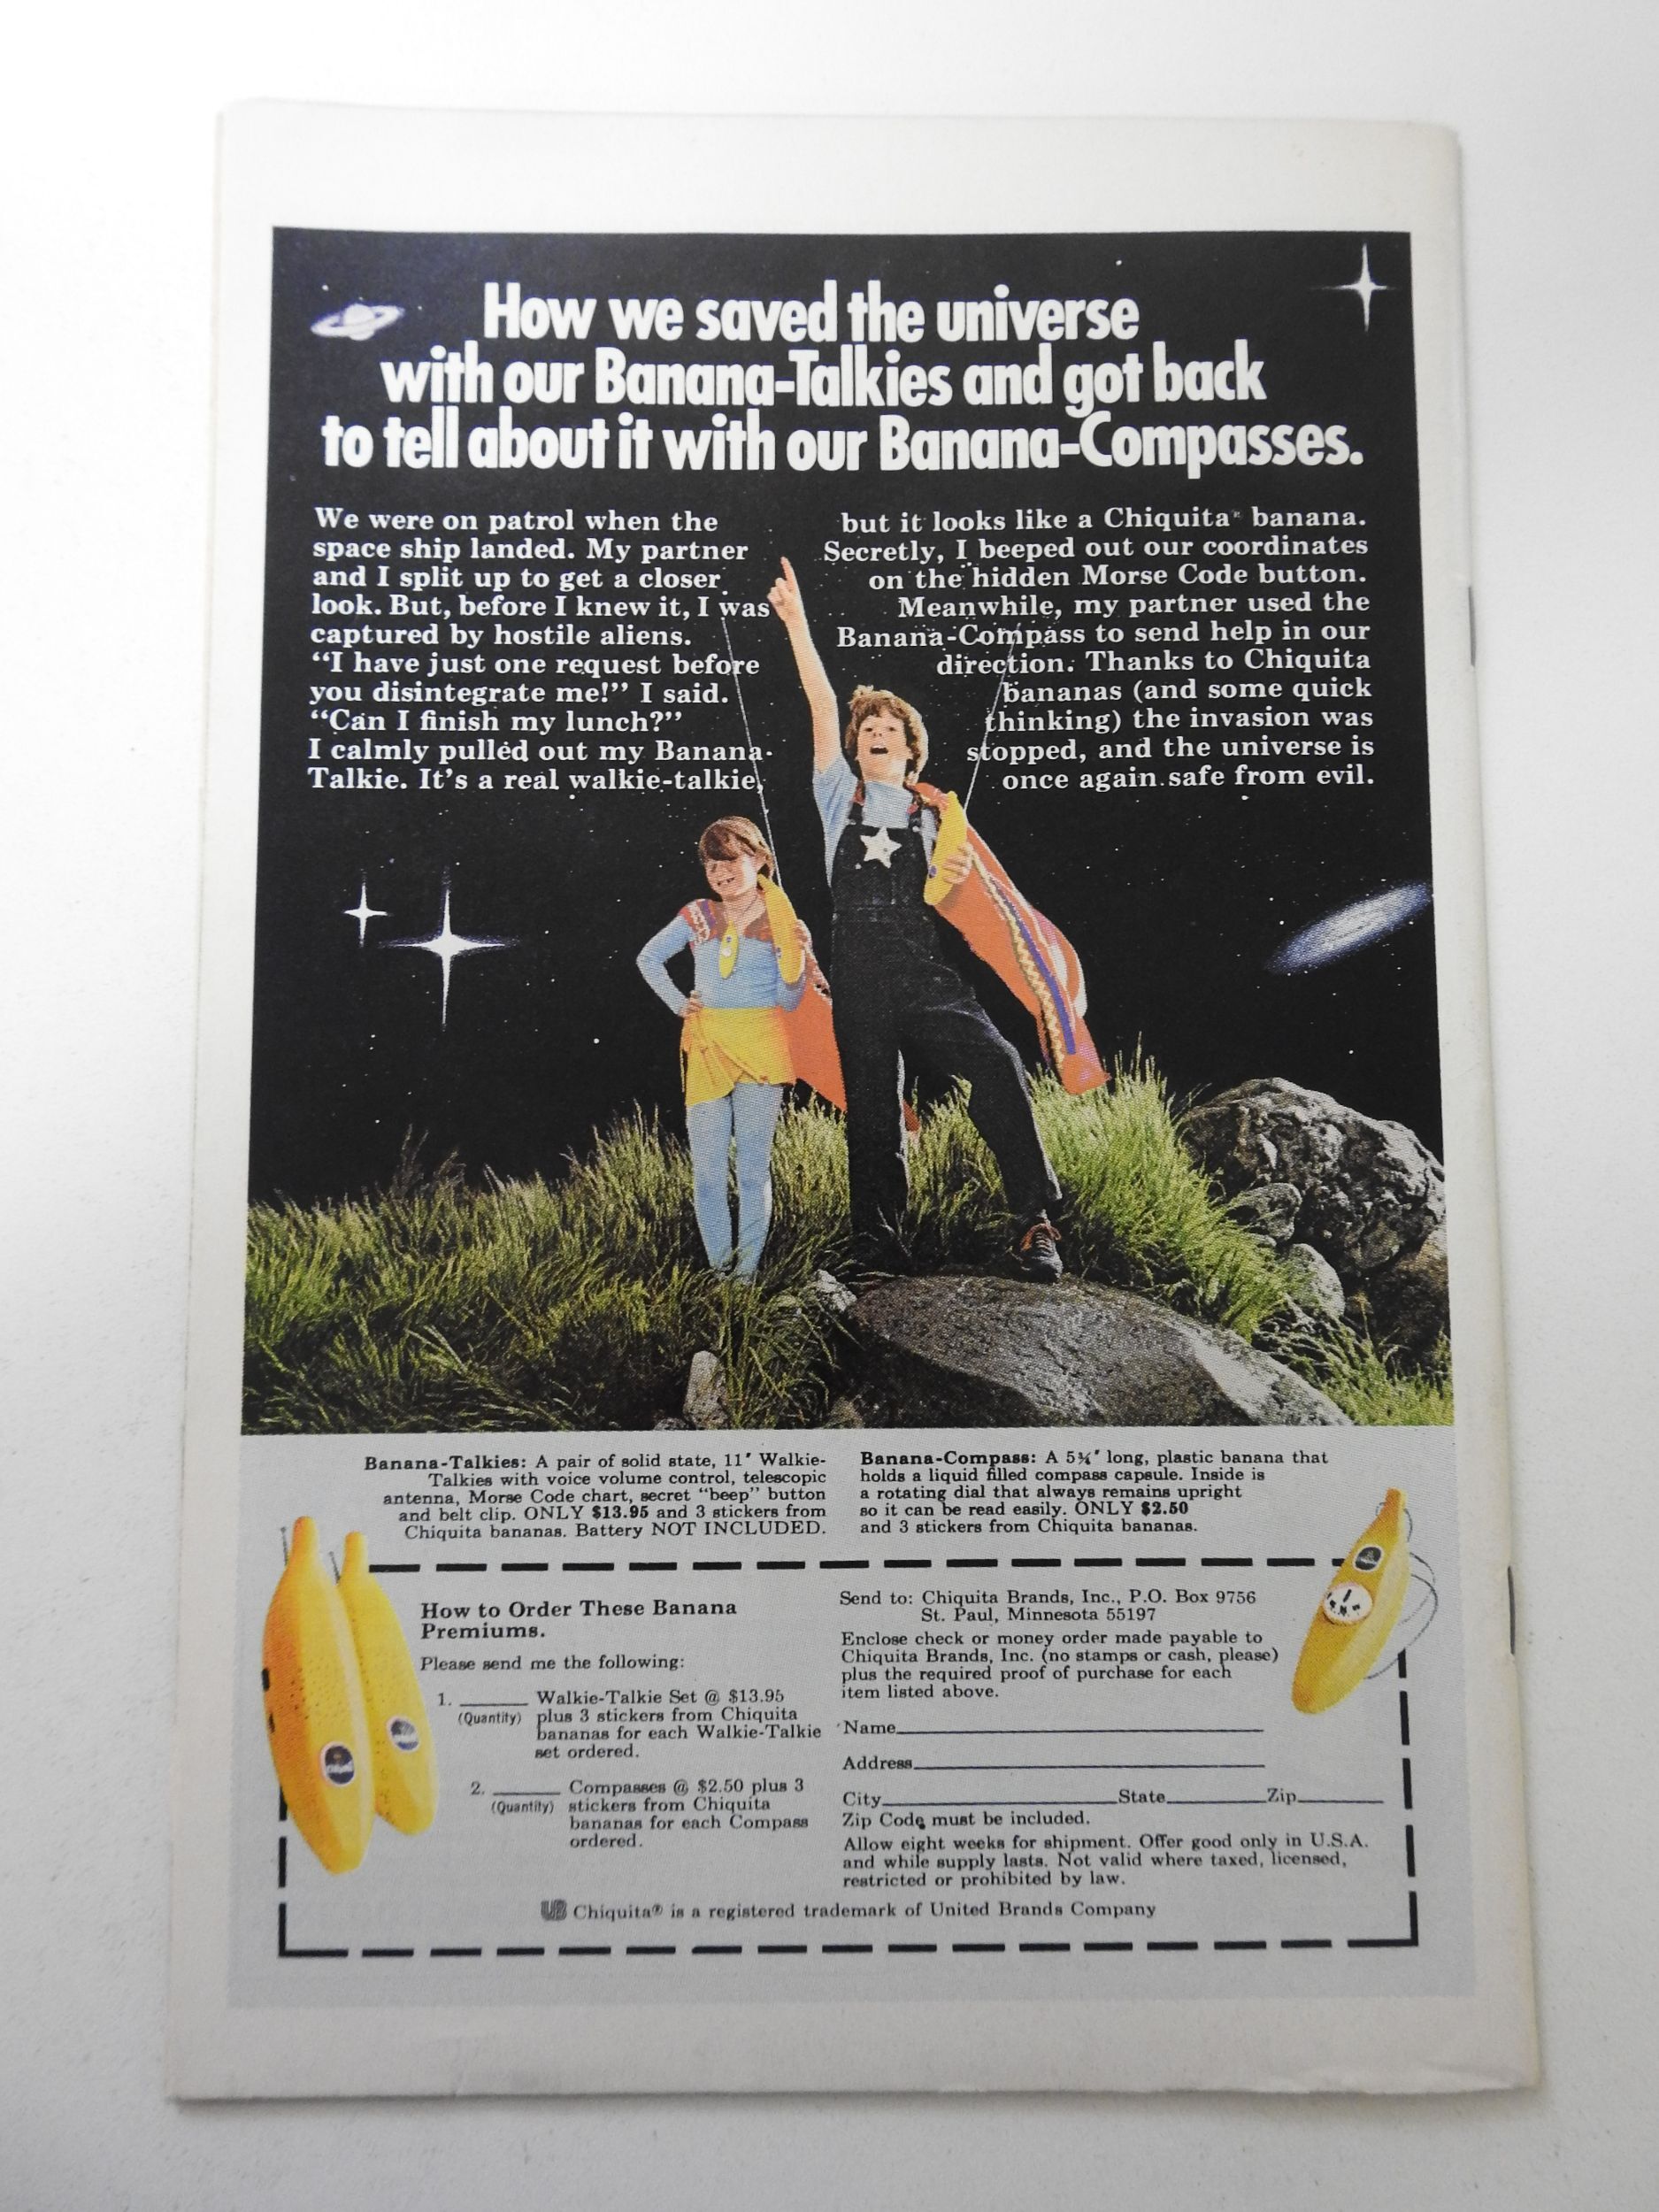 How we saved the universe
with our Banana-Talkies and got back
to tell about it with our Banana-Compasses.
We were on patrol when the
space ship landed. My partner
and I split up to get a closer
look. But, before I knew it, I was
captured by hostile aliens.
“I have just one request before
you disintegrate me!” I said.
“Can I finish my lunch?”
I calmly pulled out my Banana-
Talkie. It’s a real walkie-talkie,
but it looks like a Chiquita® banana.
Secretly, I beeped out our coordinates
on the hidden Morse Code button.
Meanwhile, my partner used the
Banana-Compass to send help in our
direction. Thanks to Chiquita
bananas (and some quick
thinking) the invasion was
stopped, and the universe is
once again safe from evil.
Banana-Talkies: A pair of solid state, 11″ Walkie-
Talkies with voice volume control, telescopic
antenna, Morse Code chart, secret “beep” button
and belt clip. ONLY $13.95 and 3 stickers from
Chiquita bananas. Battery NOT INCLUDED.
Banana-Compass: A 5¾″ long, plastic banana that
holds a liquid filled compass capsule. Inside is
a rotating dial that always remains upright
so it can be read easily. ONLY $2.50
and 3 stickers from Chiquita bananas.
How to Order These Banana
Premiums.
Please send me the following:
1. ______ Walkie-Talkie Set @ $13.95
(Quantity) plus 3 stickers from Chiquita
bananas for each Walkie-Talkie
set ordered.
2. ______ Compasses @ $2.50 plus 3
(Quantity) stickers from Chiquita
bananas for each Compass
ordered.
Send to: Chiquita Brands, Inc., P.O. Box 9756
St. Paul, Minnesota 55197
Enclose check or money order made payable to
Chiquita Brands, Inc. (no stamps or cash, please)
plus the required proof of purchase for each
item listed above.
Name
Address
City State Zip
Zip Code must be included.
Allow eight weeks for shipment. Offer good only in U.S.A.
and while supply lasts. Not valid where taxed, licensed,
restricted or prohibited by law.
UB Chiquita® is a registered trademark of United Brands Company